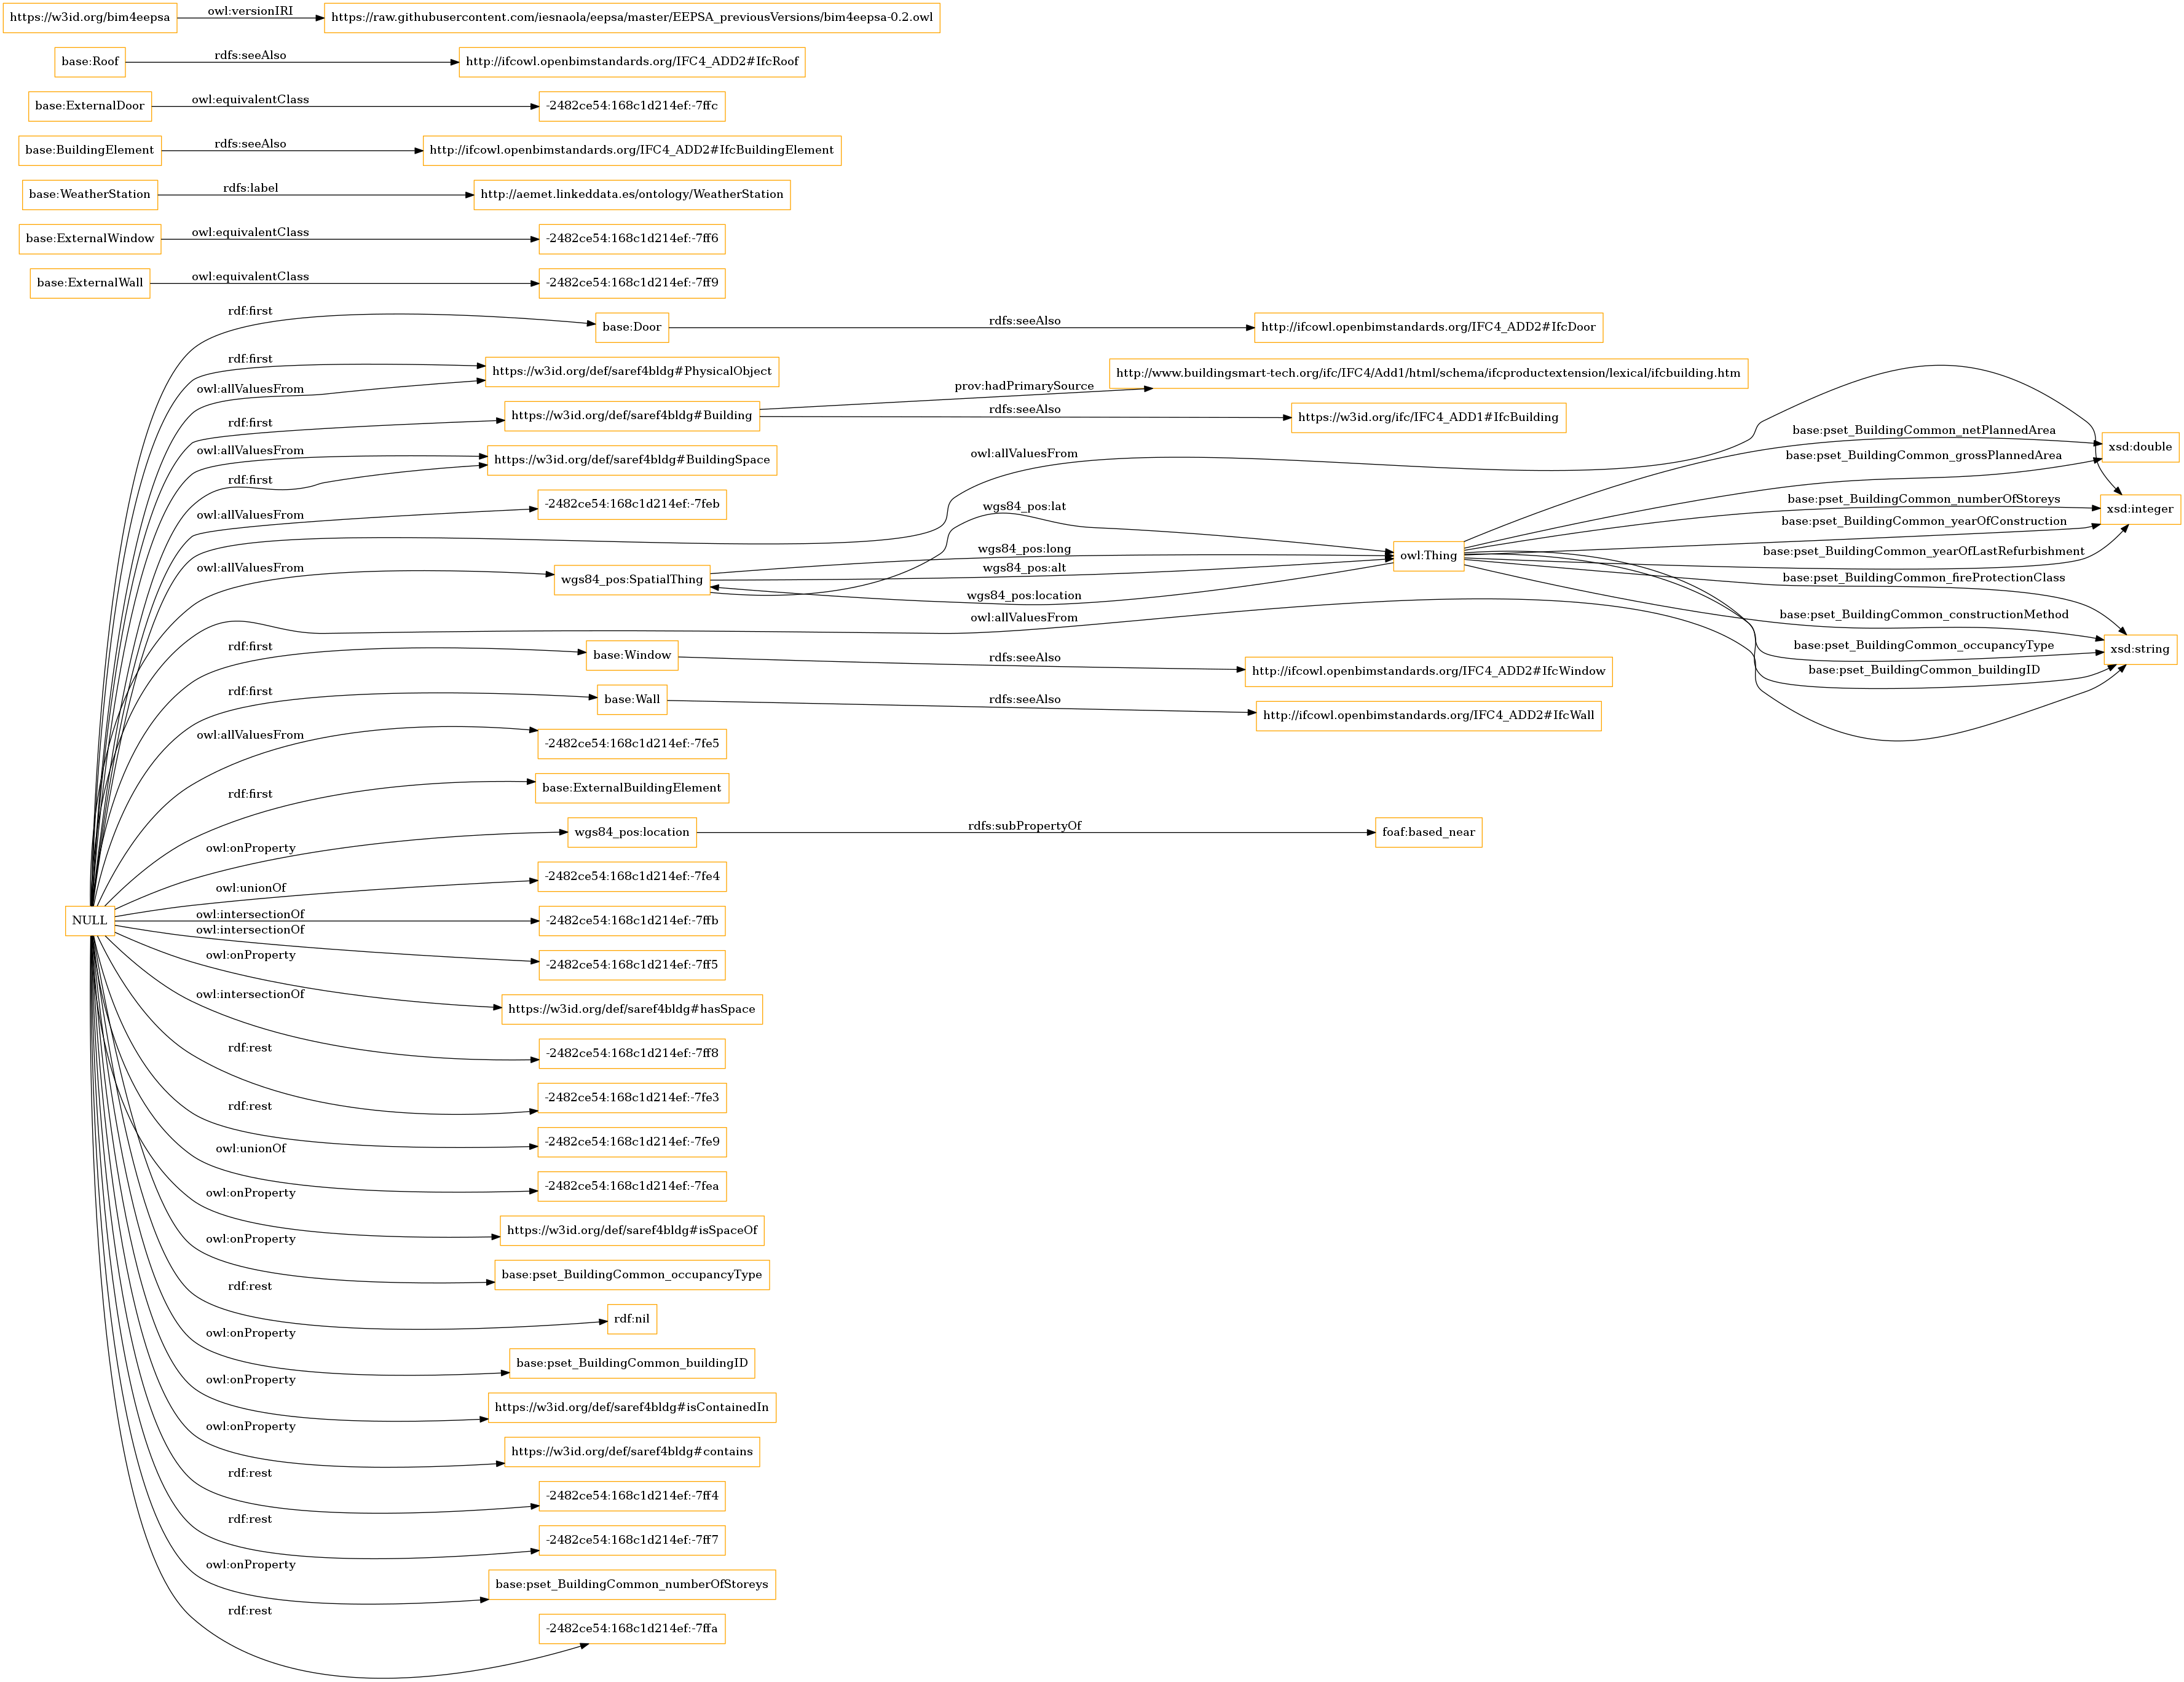 https://w3id.org/bim4eepsa
owl:versionIRI
https://raw.githubusercontent.com/iesnaola/eepsa/master/EEPSA_previousVersions/bim4eepsa-0.2.owl
base:Roof
rdfs:seeAlso
http://ifcowl.openbimstandards.org/IFC4_ADD2#IfcRoof
base:ExternalDoor
owl:equivalentClass
-2482ce54:168c1d214ef:-7ffc
base:BuildingElement
rdfs:seeAlso
http://ifcowl.openbimstandards.org/IFC4_ADD2#IfcBuildingElement
base:WeatherStation
rdfs:label
http://aemet.linkeddata.es/ontology/WeatherStation
base:ExternalWindow
owl:equivalentClass
-2482ce54:168c1d214ef:-7ff6
base:ExternalWall
owl:equivalentClass
-2482ce54:168c1d214ef:-7ff9
rdf:first
base:Door
rdfs:seeAlso
http://ifcowl.openbimstandards.org/IFC4_ADD2#IfcDoor
rdf:first
https://w3id.org/def/saref4bldg#PhysicalObject
owl:allValuesFrom
http://www.buildingsmart-tech.org/ifc/IFC4/Add1/html/schema/ifcproductextension/lexical/ifcbuilding.htm
prov:hadPrimarySource
rdf:first
https://w3id.org/def/saref4bldg#Building
rdfs:seeAlso
https://w3id.org/ifc/IFC4_ADD1#IfcBuilding
owl:allValuesFrom
https://w3id.org/def/saref4bldg#BuildingSpace
rdf:first
owl:allValuesFrom
base:pset_BuildingCommon_netPlannedArea
xsd:double
base:pset_BuildingCommon_grossPlannedArea
owl:allValuesFrom
-2482ce54:168c1d214ef:-7feb
wgs84_pos:lat
base:pset_BuildingCommon_numberOfStoreys
xsd:integer
base:pset_BuildingCommon_yearOfConstruction
base:pset_BuildingCommon_yearOfLastRefurbishment
owl:allValuesFrom
wgs84_pos:SpatialThing
wgs84_pos:long
wgs84_pos:alt
wgs84_pos:location
owl:Thing
base:pset_BuildingCommon_fireProtectionClass
owl:allValuesFrom
base:pset_BuildingCommon_constructionMethod
base:pset_BuildingCommon_occupancyType
xsd:string
base:pset_BuildingCommon_buildingID
rdf:first
base:Window
rdfs:seeAlso
http://ifcowl.openbimstandards.org/IFC4_ADD2#IfcWindow
rdf:first
base:Wall
rdfs:seeAlso
http://ifcowl.openbimstandards.org/IFC4_ADD2#IfcWall
owl:allValuesFrom
-2482ce54:168c1d214ef:-7fe5
rdf:first
base:ExternalBuildingElement
owl:onProperty
wgs84_pos:location
rdfs:subPropertyOf
foaf:based_near
owl:unionOf
-2482ce54:168c1d214ef:-7fe4
NULL
owl:intersectionOf
-2482ce54:168c1d214ef:-7ffb
owl:intersectionOf
-2482ce54:168c1d214ef:-7ff5
owl:onProperty
https://w3id.org/def/saref4bldg#hasSpace
owl:intersectionOf
-2482ce54:168c1d214ef:-7ff8
rdf:rest
-2482ce54:168c1d214ef:-7fe3
rdf:rest
-2482ce54:168c1d214ef:-7fe9
owl:unionOf
-2482ce54:168c1d214ef:-7fea
owl:onProperty
https://w3id.org/def/saref4bldg#isSpaceOf
owl:onProperty
base:pset_BuildingCommon_occupancyType
rdf:rest
rdf:nil
owl:onProperty
base:pset_BuildingCommon_buildingID
owl:onProperty
https://w3id.org/def/saref4bldg#isContainedIn
owl:onProperty
https://w3id.org/def/saref4bldg#contains
rdf:rest
-2482ce54:168c1d214ef:-7ff4
rdf:rest
-2482ce54:168c1d214ef:-7ff7
owl:onProperty
base:pset_BuildingCommon_numberOfStoreys
rdf:rest
-2482ce54:168c1d214ef:-7ffa